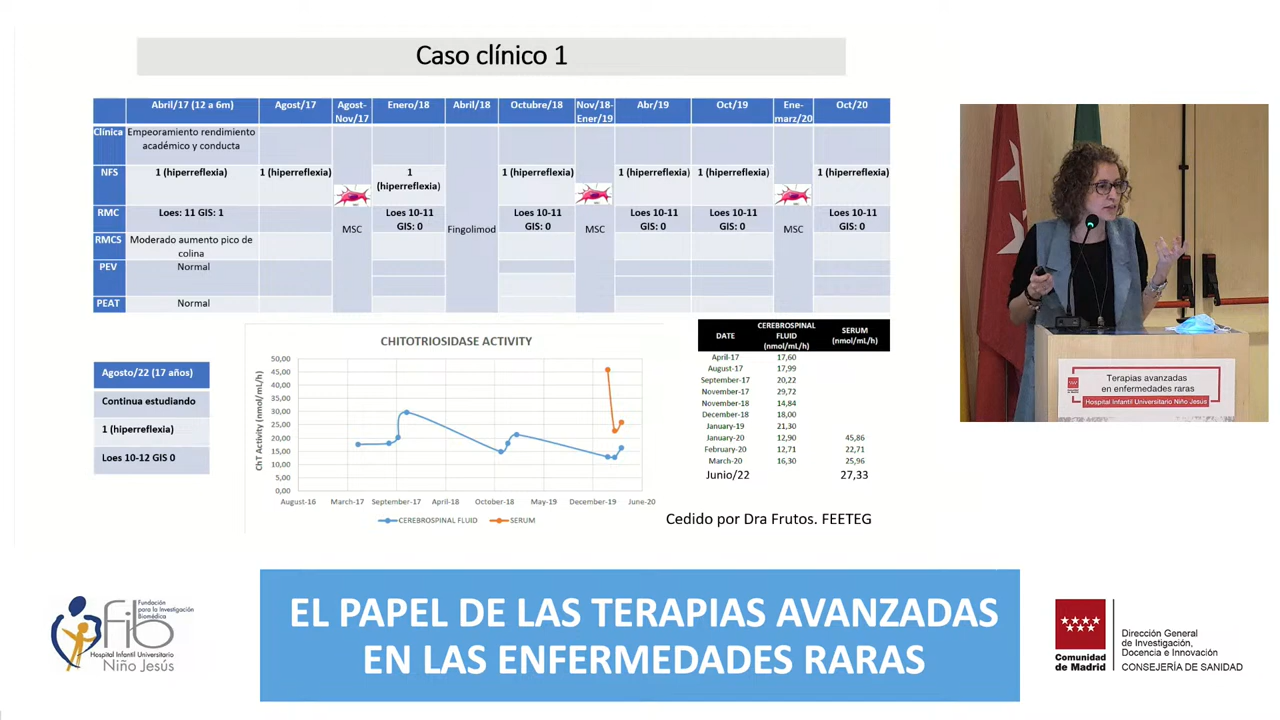 Caso clínico 1
Abril/17 (12 a 6m) Agost/17 Agost-Nov/17 Enero/18 Abril/18 Octubre/18 Nov/18-Ener/19 Abr/19 Oct/19 Ene-marz/20 Oct/20
Clínica Empeoramiento rendimiento académico y conducta
NFS 1 (hiperreflexia) 1 (hiperreflexia) 1 (hiperreflexia) 1 (hiperreflexia) 1 (hiperreflexia) 1 (hiperreflexia) 1 (hiperreflexia)
RMC Loes: 11 GIS: 1 MSC Loes 10-11 GIS: 0 Fingolimod Loes 10-11 GIS: 0 MSC Loes 10-11 GIS: 0 Loes 10-11 GIS: 0 MSC Loes 10-11 GIS: 0
RMCS Moderado aumento pico de colina
PEV Normal
PEAT Normal
Agosto/22 (17 años)
Continua estudiando
1 (hiperreflexia)
Loes 10-12 GIS 0
CHITOTRIOSIDASE ACTIVITY
ChT Activity (nmol/mL/h)
50,00
45,00
40,00
35,00
30,00
25,00
20,00
15,00
10,00
5,00
0,00
August-16 March-17 September-17 April-18 October-18 May-19 December-19 June-20
CEREBROSPINAL FLUID SERUM
DATE CEREBROSPINAL FLUID (nmol/mL/h) SERUM (nmol/mL/h)
April-17 17,60
August-17 17,99
September-17 20,22
November-17 29,72
November-18 14,84
December-18 18,00
January-19 21,30
January-20 12,90 45,86
February-20 12,71 22,71
March-20 16,30 25,96
Junio/22 27,33
Cedido por Dra Frutos. FEETEG
Terapias avanzadas
en enfermedades raras
Hospital Infantil Universitario Niño Jesús
fib
Fundación
para la Investigación
Biomédica
Hospital Infantil Universitario
Niño Jesús
EL PAPEL DE LAS TERAPIAS AVANZADAS
EN LAS ENFERMEDADES RARAS
Comunidad
de Madrid
Dirección General
de Investigación,
Docencia e Innovación
CONSEJERÍA DE SANIDAD